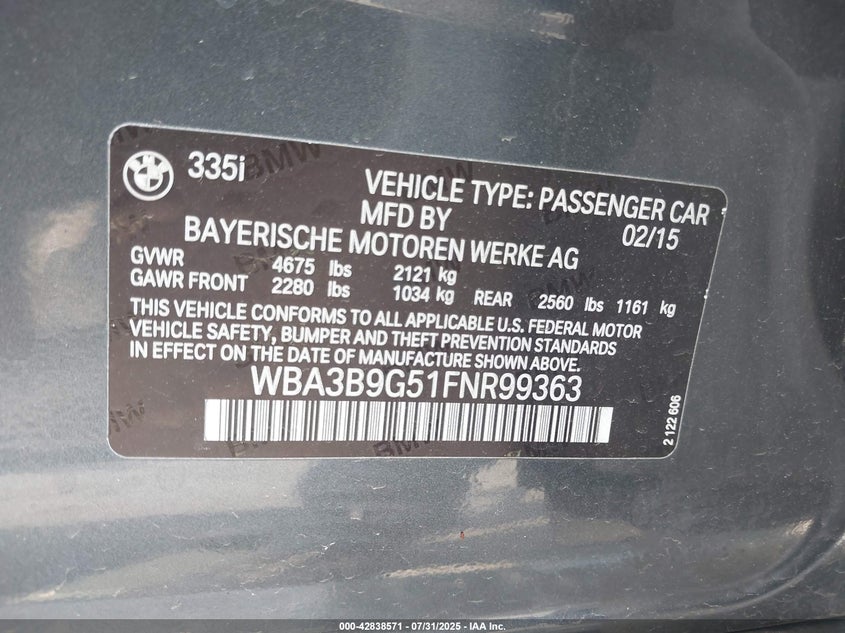 335i
VEHICLE TYPE: PASSENGER CAR
MFD BY 02/15
BAYERISCHE MOTOREN WERKE AG
GVWR 4675 lbs 2121 kg
GAWR FRONT 2280 lbs 1034 kg REAR 2560 lbs 1161 kg
THIS VEHICLE CONFORMS TO ALL APPLICABLE U.S. FEDERAL MOTOR
VEHICLE SAFETY, BUMPER AND THEFT PREVENTION STANDARDS
IN EFFECT ON THE DATE OF MANUFACTURE SHOWN ABOVE.
WBA3B9G51FNR99363
2 122 606
000-42838571 - 07/31/2025 - IAA Inc.